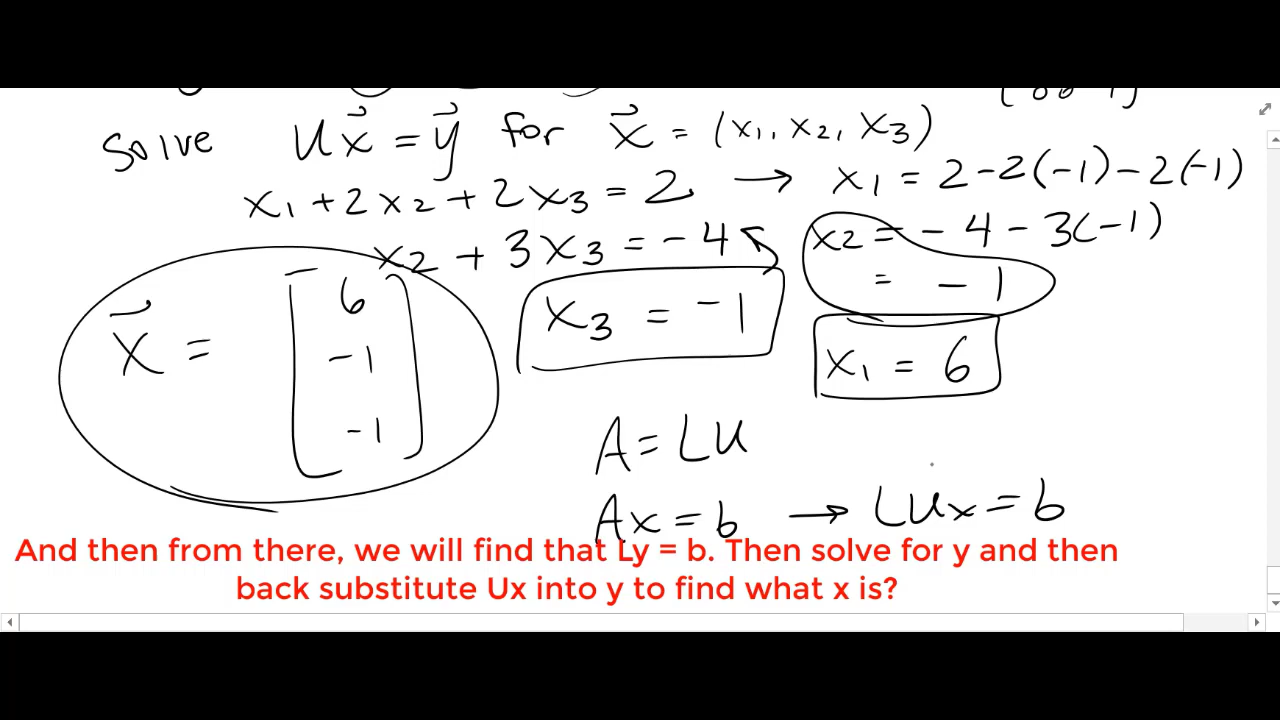 Solve Ux⃗ = y⃗ for x⃗ = (x₁, x₂, x₃)
x₁ + 2x₂ + 2x₃ = 2 → x₁ = 2 - 2(-1) - 2(-1)
x₂ + 3x₃ = -4 x₂ = -4 - 3(-1)
= -1
x⃗ = [6 -1 -1]
x₃ = -1
x₁ = 6
A = LU
Ax = b → LUx = b
And then from there, we will find that Ly = b. Then solve for y and then
back substitute Ux into y to find what x is?